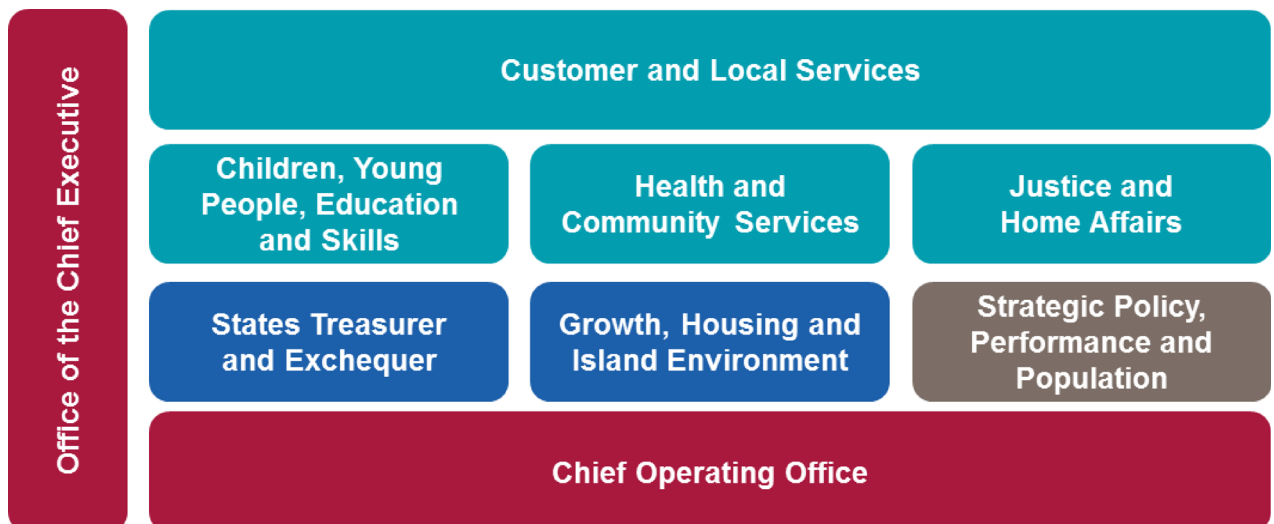 Office of the Chief Executive
Customer and Local Services
Children, Young
People, Education
and Skills
Health and
Community Services
Justice and
Home Affairs
States Treasurer
and Exchequer
Growth, Housing and
Island Environment
Strategic Policy,
Performance and
Population
Chief Operating Office